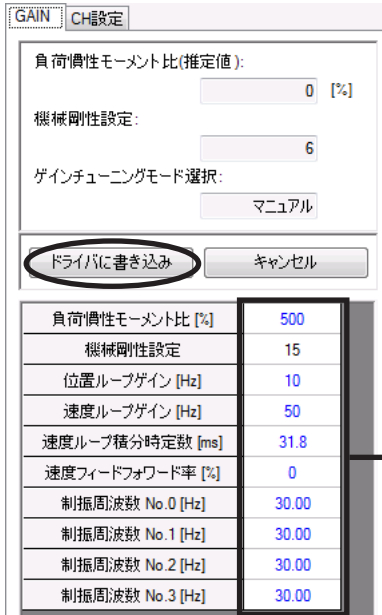 GAIN CH設定
負荷慣性モーメント比(推定値):
0 [%]
機械剛性設定:
6
ゲインチューニングモード選択:
マニュアル
ドライバに書き込み キャンセル
負荷慣性モーメント比 [%] 500
機械剛性設定 15
位置ループゲイン [Hz] 10
速度ループゲイン [Hz] 50
速度ループ積分時定数 [ms] 31.8
速度フィードフォワード率 [%] 0
制振周波数 No.0 [Hz] 30.00
制振周波数 No.1 [Hz] 30.00
制振周波数 No.2 [Hz] 30.00
制振周波数 No.3 [Hz] 30.00